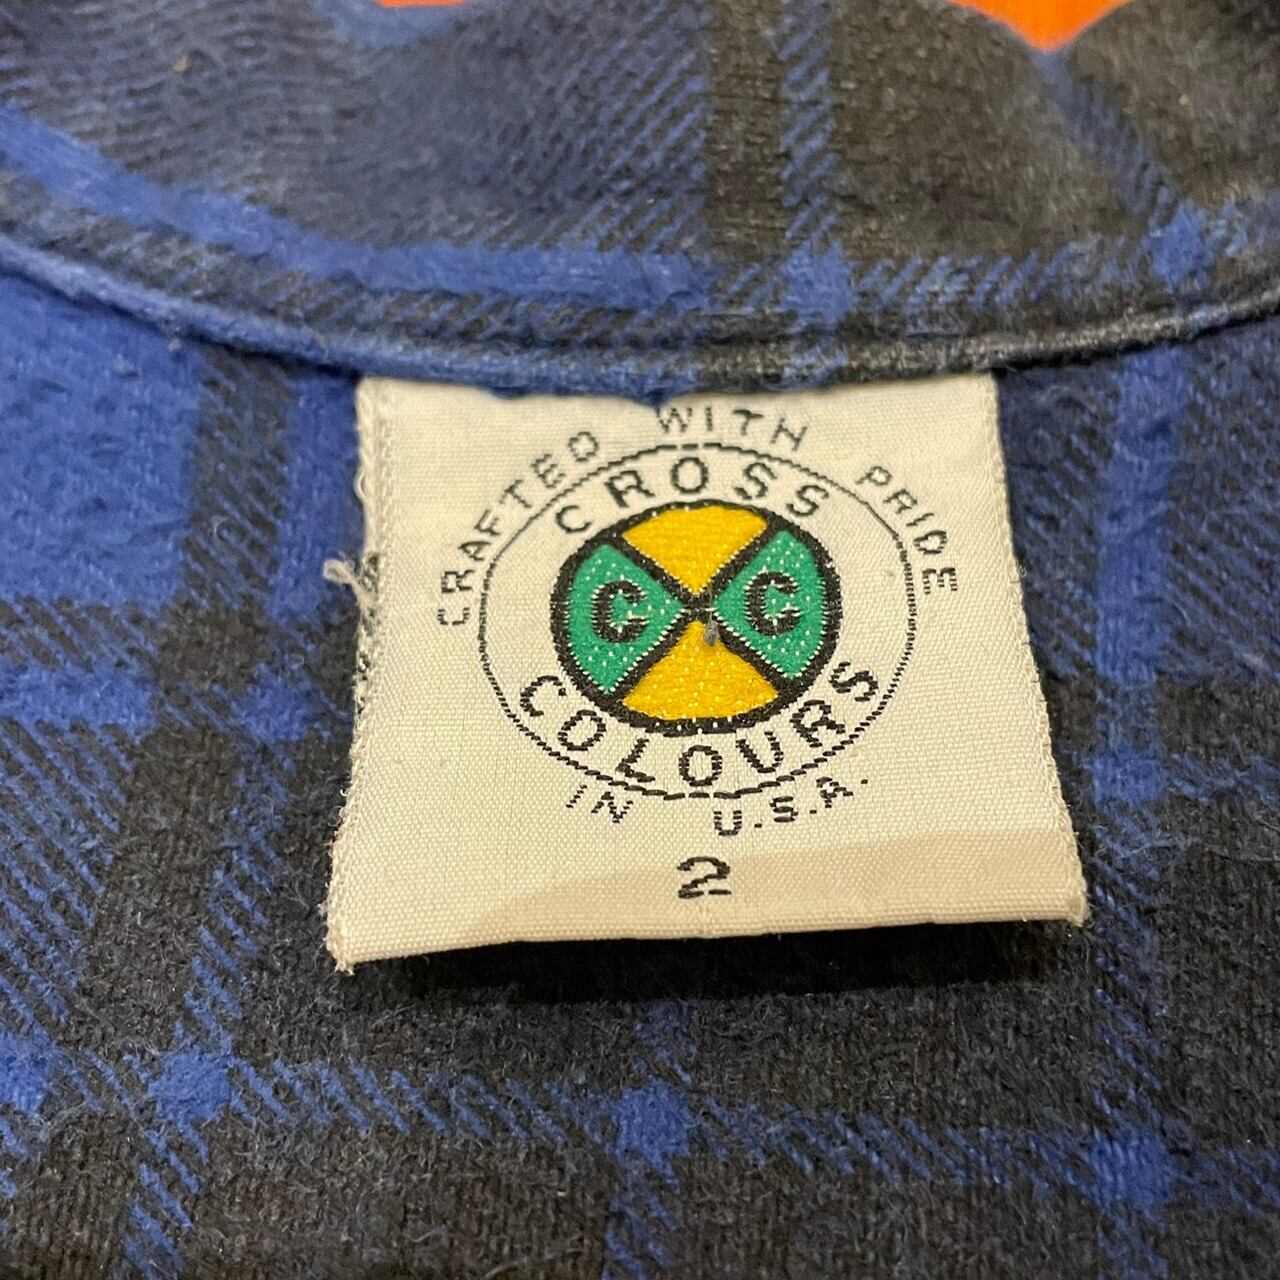 CRAFTED WITH PRIDE
CROSS
C C
COLOURS
IN U.S.A.
2